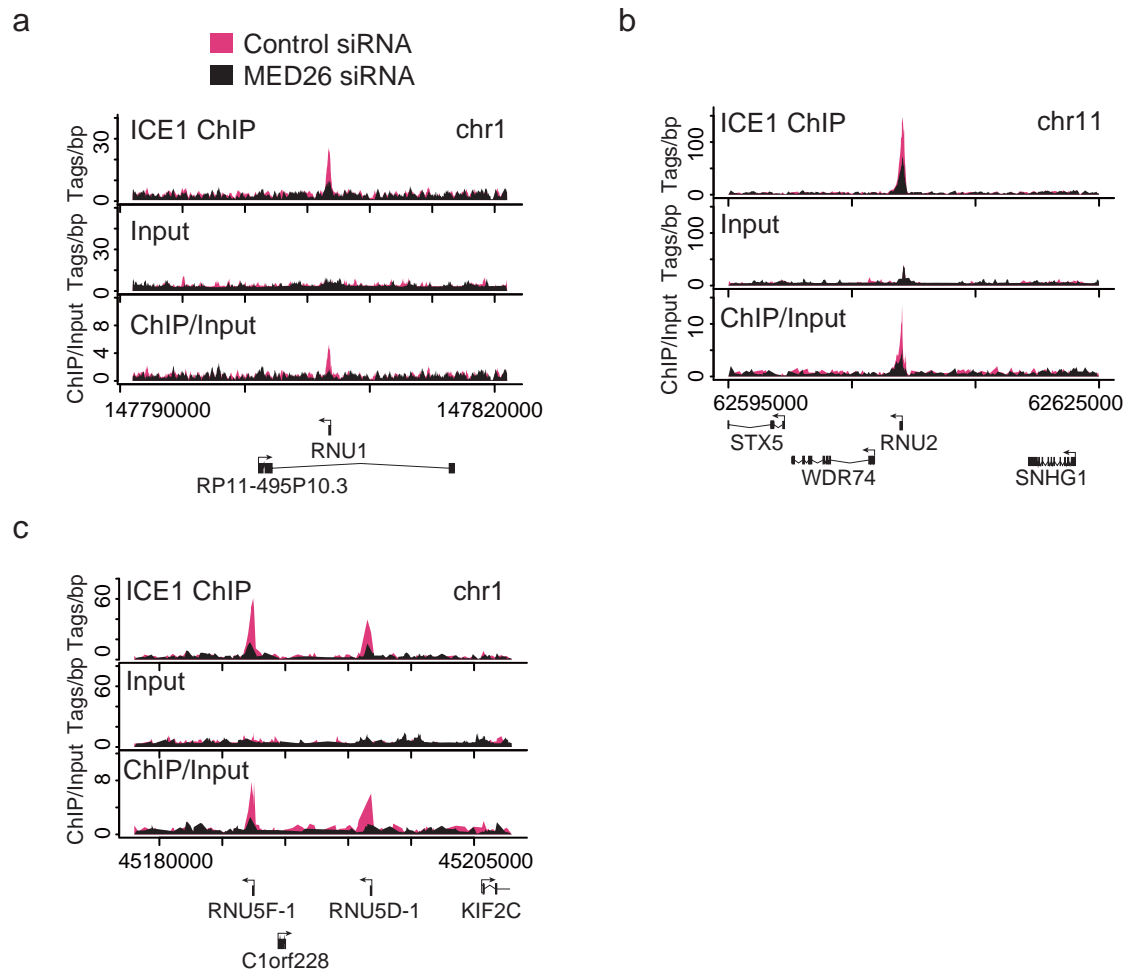 a
Control siRNA
MED26 siRNA
ICE1 ChIP chr1
Tags/bp
30
0
Input
Tags/bp
30
0
ChIP/Input
ChIP/Input
8
4
0
147790000 147820000
RNU1
RP11-495P10.3
b
ICE1 ChIP chr11
Tags/bp
100
0
Input
Tags/bp
100
0
ChIP/Input
ChIP/Input
10
0
62595000 62625000
STX5 RNU2
WDR74 SNHG1
c
ICE1 ChIP chr1
Tags/bp
60
0
Input
Tags/bp
60
0
ChIP/Input
ChIP/Input
8
0
45180000 45205000
RNU5F-1 RNU5D-1 KIF2C
C1orf228